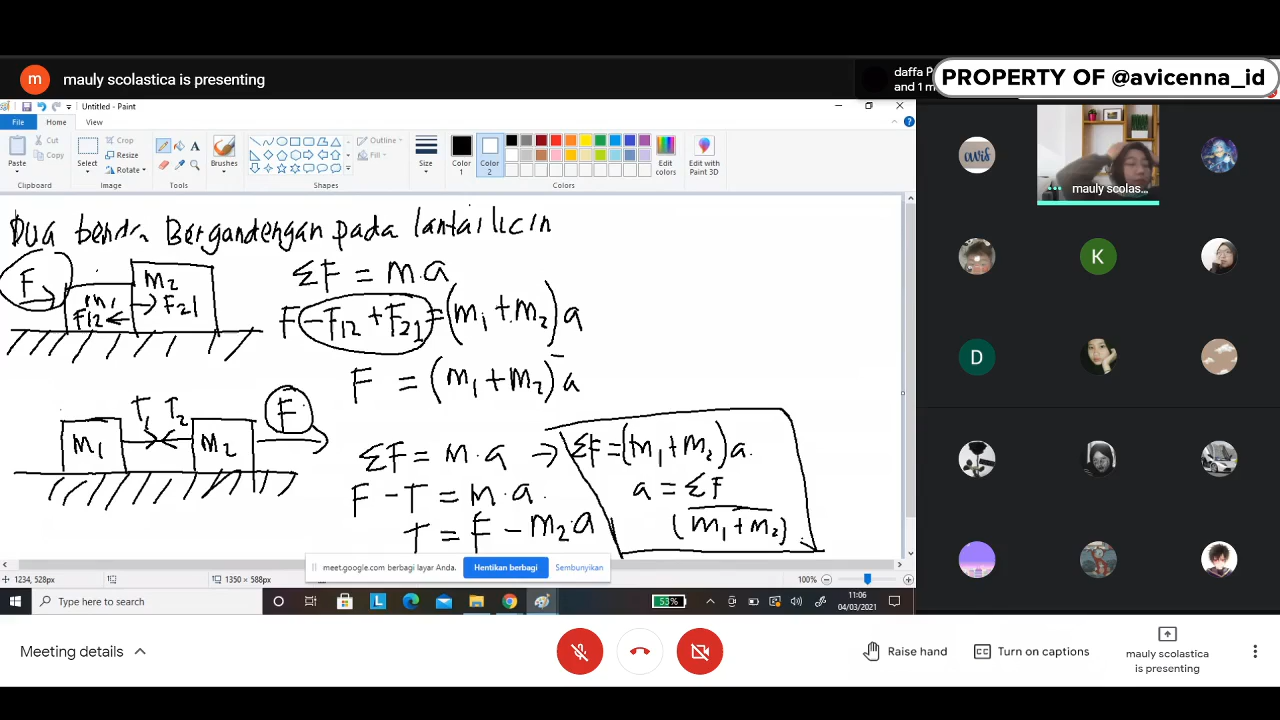 mauly scolastica is presenting
daffa P
and 1 m
PROPERTY OF @avicenna_id
Untitled - Paint
File Home View
Paste
Cut
Copy
Clipboard
Select
Crop
Resize
Rotate
Image
Tools
Brushes
Shapes
Outline
Fill
Size
Color 1
Color 2
Colors
Edit colors
Edit with Paint 3D
Dua benda Bergandengan pada lantai licin
F
m1
F12
m2
F21
ΣF = m.a
F - F12 + F21 = (m1 + m2) a
F = (m1 + m2) a
m1
T1 T2
m2
F
ΣF = m.a → ΣF = (m1 + m2) a.
F - T = m.a.
T = F - m2.a
a = ΣF
(m1 + m2)
meet.google.com berbagi layar Anda.
Hentikan berbagi
Sembunyikan
1234, 528px
1350 × 588px
100%
Type here to search
L
53%
11:06
04/03/2021
m
owis
mauly scolas...
K
D
Meeting details
Raise hand
Turn on captions
mauly scolastica
is presenting